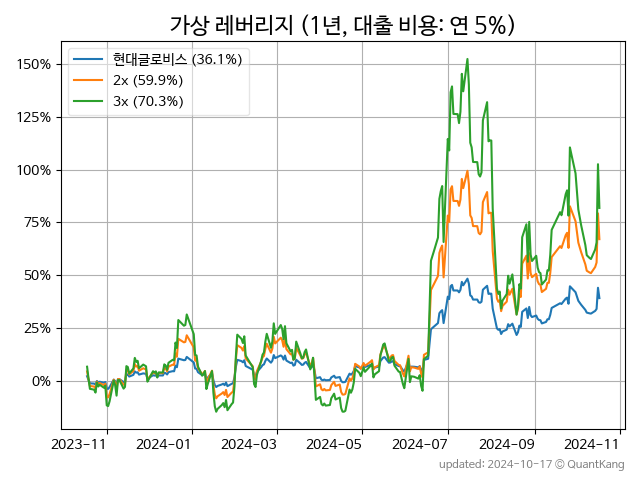 가상 레버리지 (1년, 대출 비용: 연 5%)
현대글로비스 (36.1%)
2x (59.9%)
3x (70.3%)
150%
125%
100%
75%
50%
25%
0%
2023-11 2024-01 2024-03 2024-05 2024-07 2024-09 2024-11
updated: 2024-10-17 © QuantKang